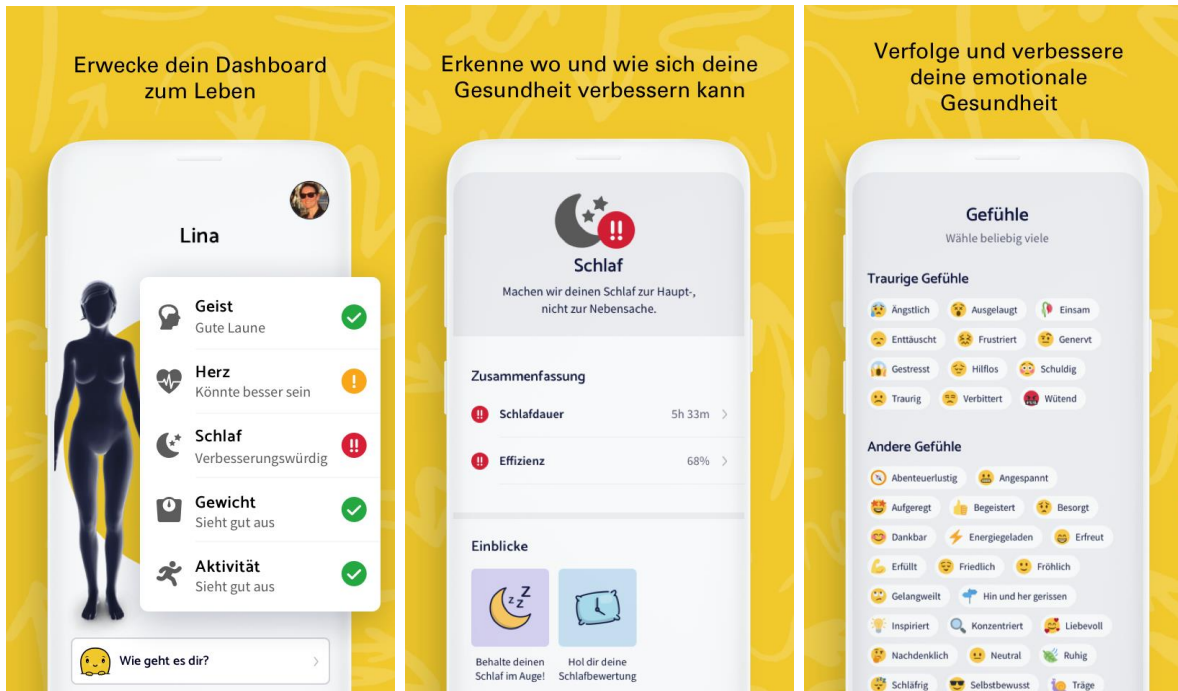 Erwecke dein Dashboard
zum Leben
Lina
Geist
Gute Laune
Herz
Könnte besser sein
Schlaf
Verbesserungswürdig
Gewicht
Sieht gut aus
Aktivität
Sieht gut aus
Wie geht es dir?
Erkenne wo und wie sich deine
Gesundheit verbessern kann
Schlaf
Machen wir deinen Schlaf zur Haupt-,
nicht zur Nebensache.
Zusammenfassung
Schlafdauer 5h 33m
Effizienz 68%
Einblicke
z z Z
Behalte deinen
Schlaf im Auge!
Hol dir deine
Schlafbewertung
Verfolge und verbessere
deine emotionale
Gesundheit
Gefühle
Wähle beliebig viele
Traurige Gefühle
Ängstlich Ausgelaugt Einsam
Enttäuscht Frustriert Genervt
Gestresst Hilflos Schuldig
Traurig Verbittert Wütend
Andere Gefühle
Abenteuerlustig Angespannt
Aufgeregt Begeistert Besorgt
Dankbar Energiegeladen Erfreut
Erfüllt Friedlich Fröhlich
Gelangweilt Hin und her gerissen
Inspiriert Konzentriert Liebevoll
Nachdenklich Neutral Ruhig
Schläfrig Selbstbewusst Träge